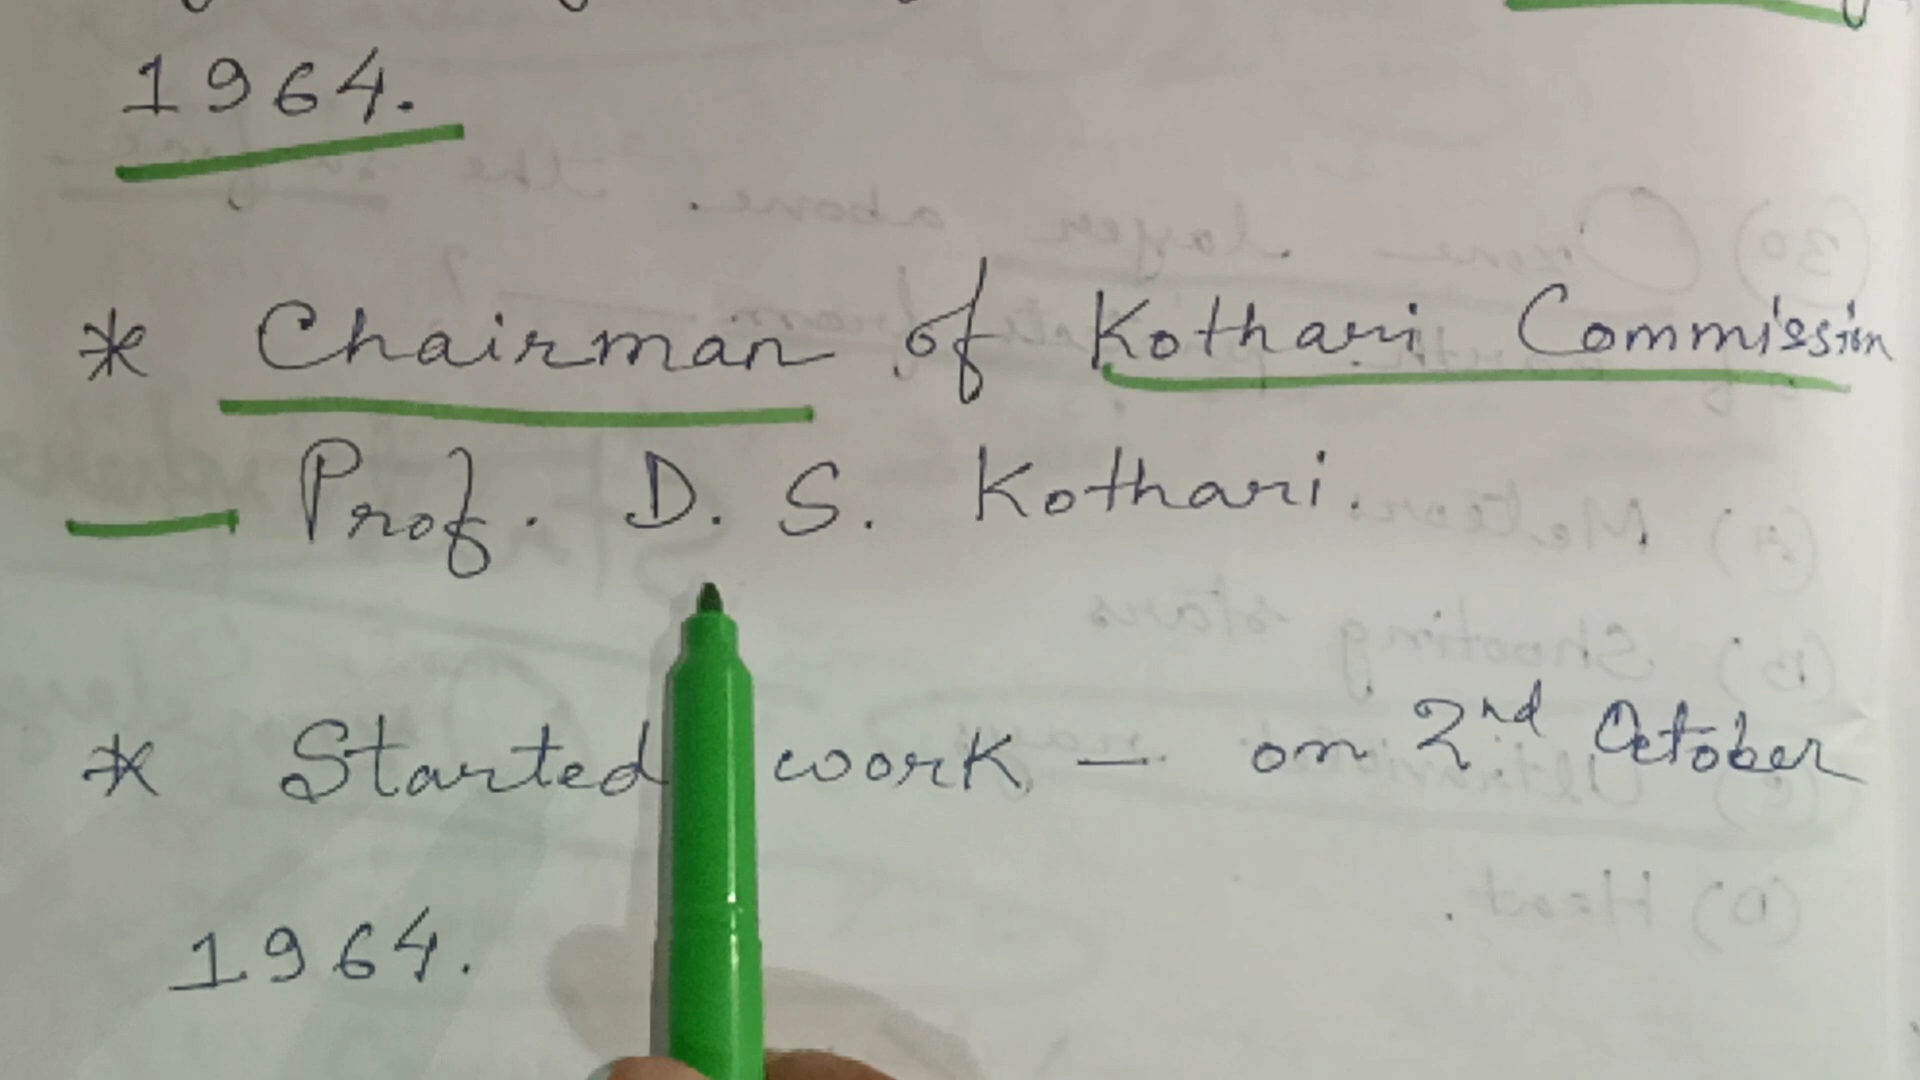 1964.
* Chairman of Kothari Commission
— Prof. D. S. Kothari.
* Started work — on 2nd October
1964.